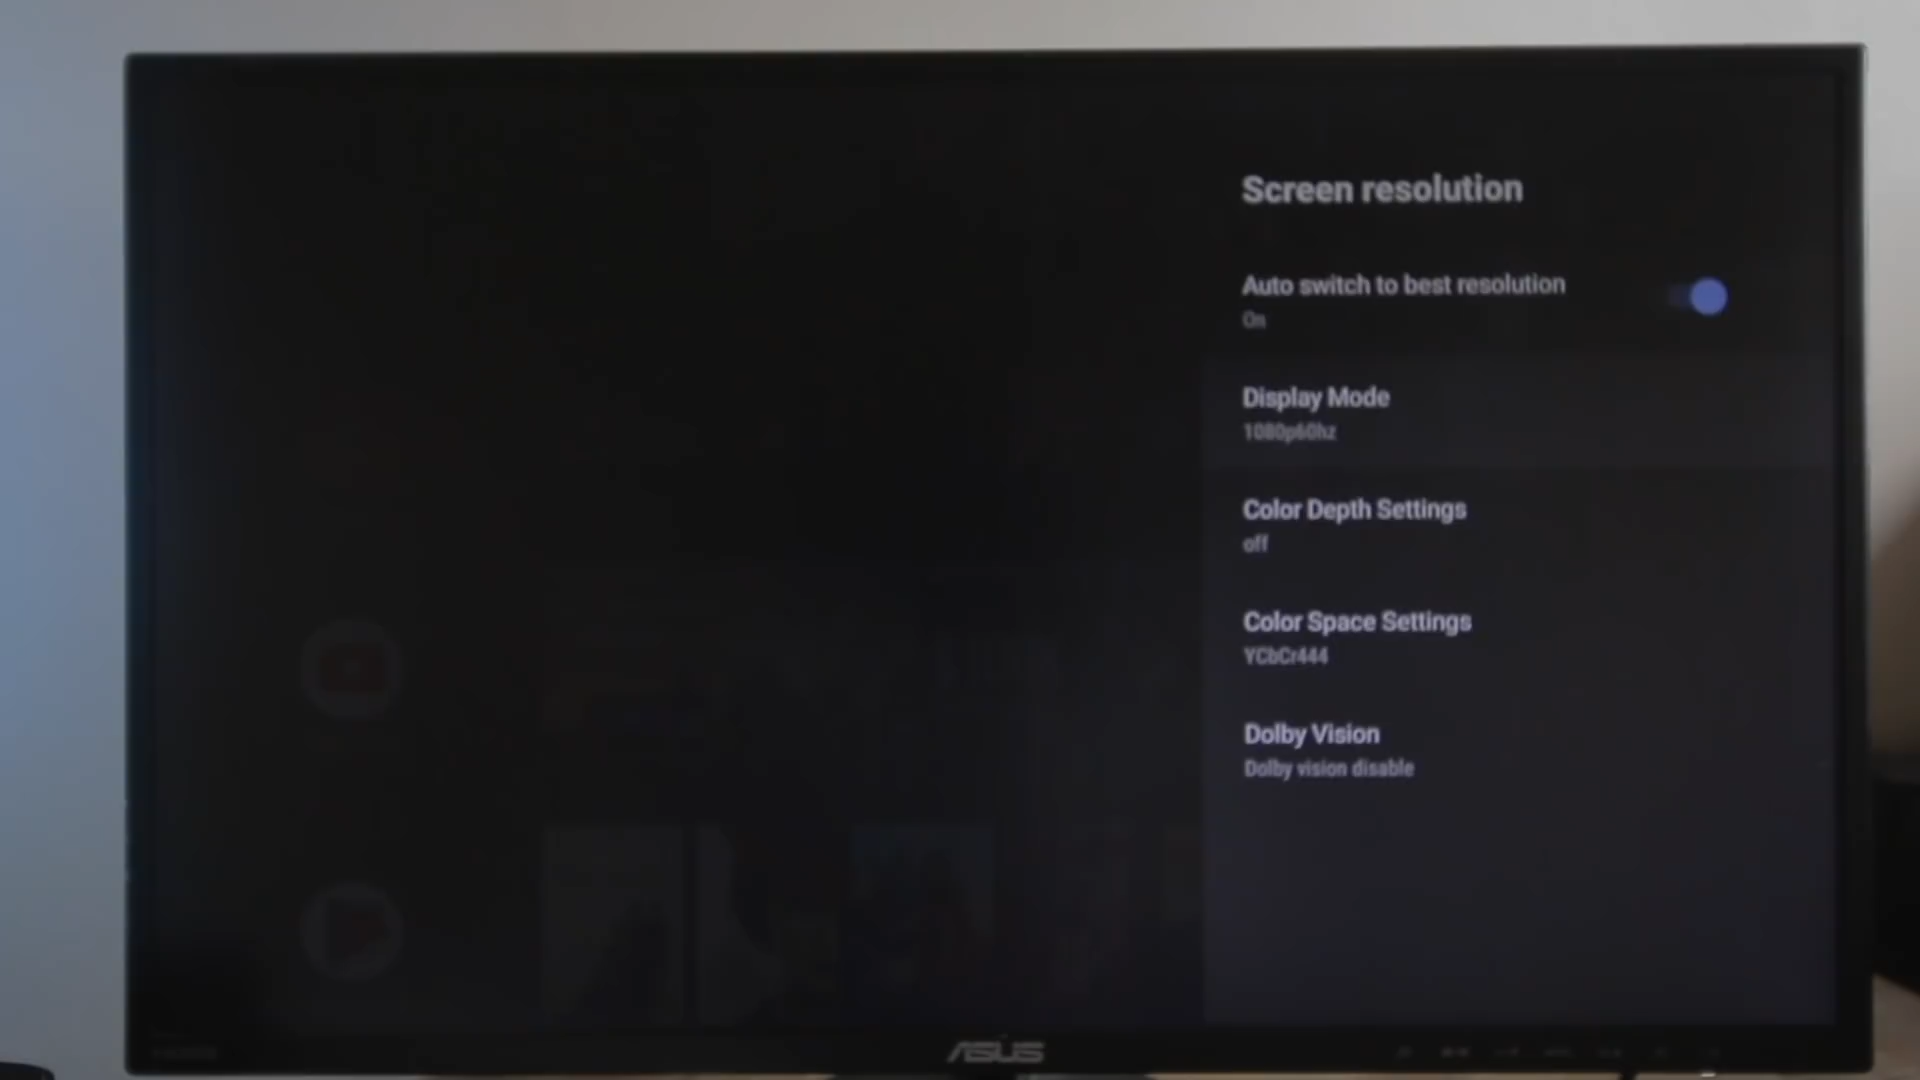 Screen resolution
Auto switch to best resolution
On
Display Mode
1080p60hz
Color Depth Settings
off
Color Space Settings
YCbCr444
Dolby Vision
Dolby vision disable
ASUS